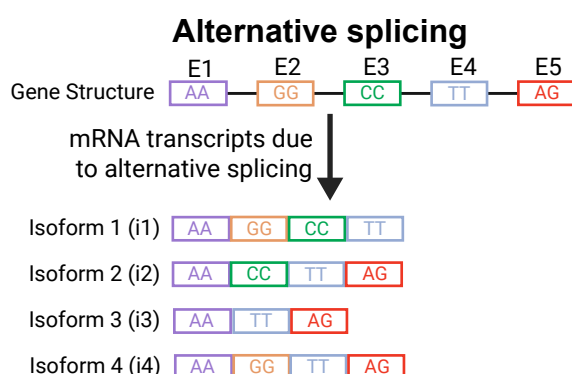 Alternative splicing
E1 E2 E3 E4 E5
Gene Structure AA GG CC TT AG
mRNA transcripts due
to alternative splicing
Isoform 1 (i1) AA GG CC TT
Isoform 2 (i2) AA CC TT AG
Isoform 3 (i3) AA TT AG
Isoform 4 (i4) AA GG TT AG